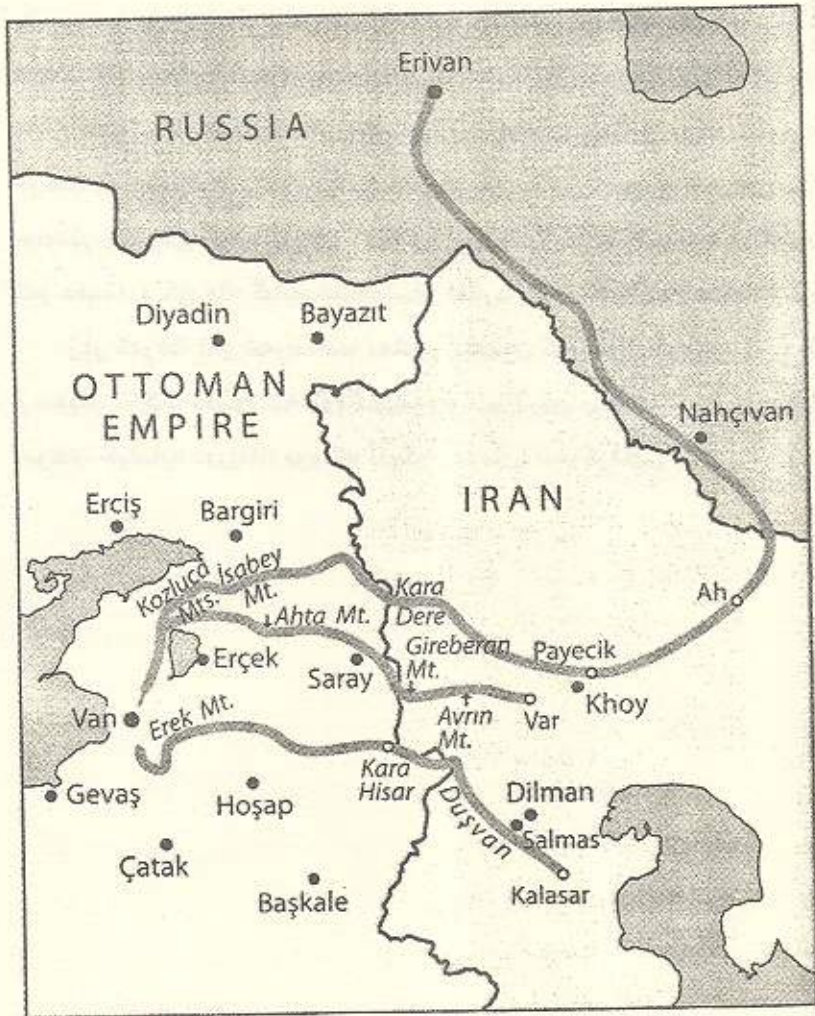 Erivan
RUSSIA
Diyadin
Bayazıt
OTTOMAN
EMPIRE
Nahçıvan
IRAN
Erciş
Bargiri
Kozluca
Mts.
İsabey
Mt.
Ahta Mt.
Kara
Dere
Ah
Gireberan
Mt.
Payecik
Erçek
Saray
Khoy
Van
Erek Mt.
Avrın
Mt.
Var
Kara
Hisar
Gevaş
Hoşap
Duşvan
Dilman
Salmas
Çatak
Başkale
Kalasar